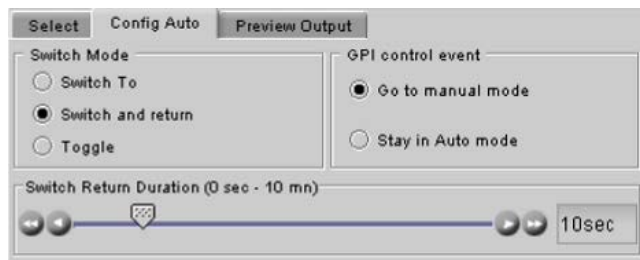 Select Config Auto Preview Output
Switch Mode
Switch To
Switch and return
Toggle
GPI control event
Go to manual mode
Stay in Auto mode
Switch Return Duration (0 sec - 10 mn)
10sec